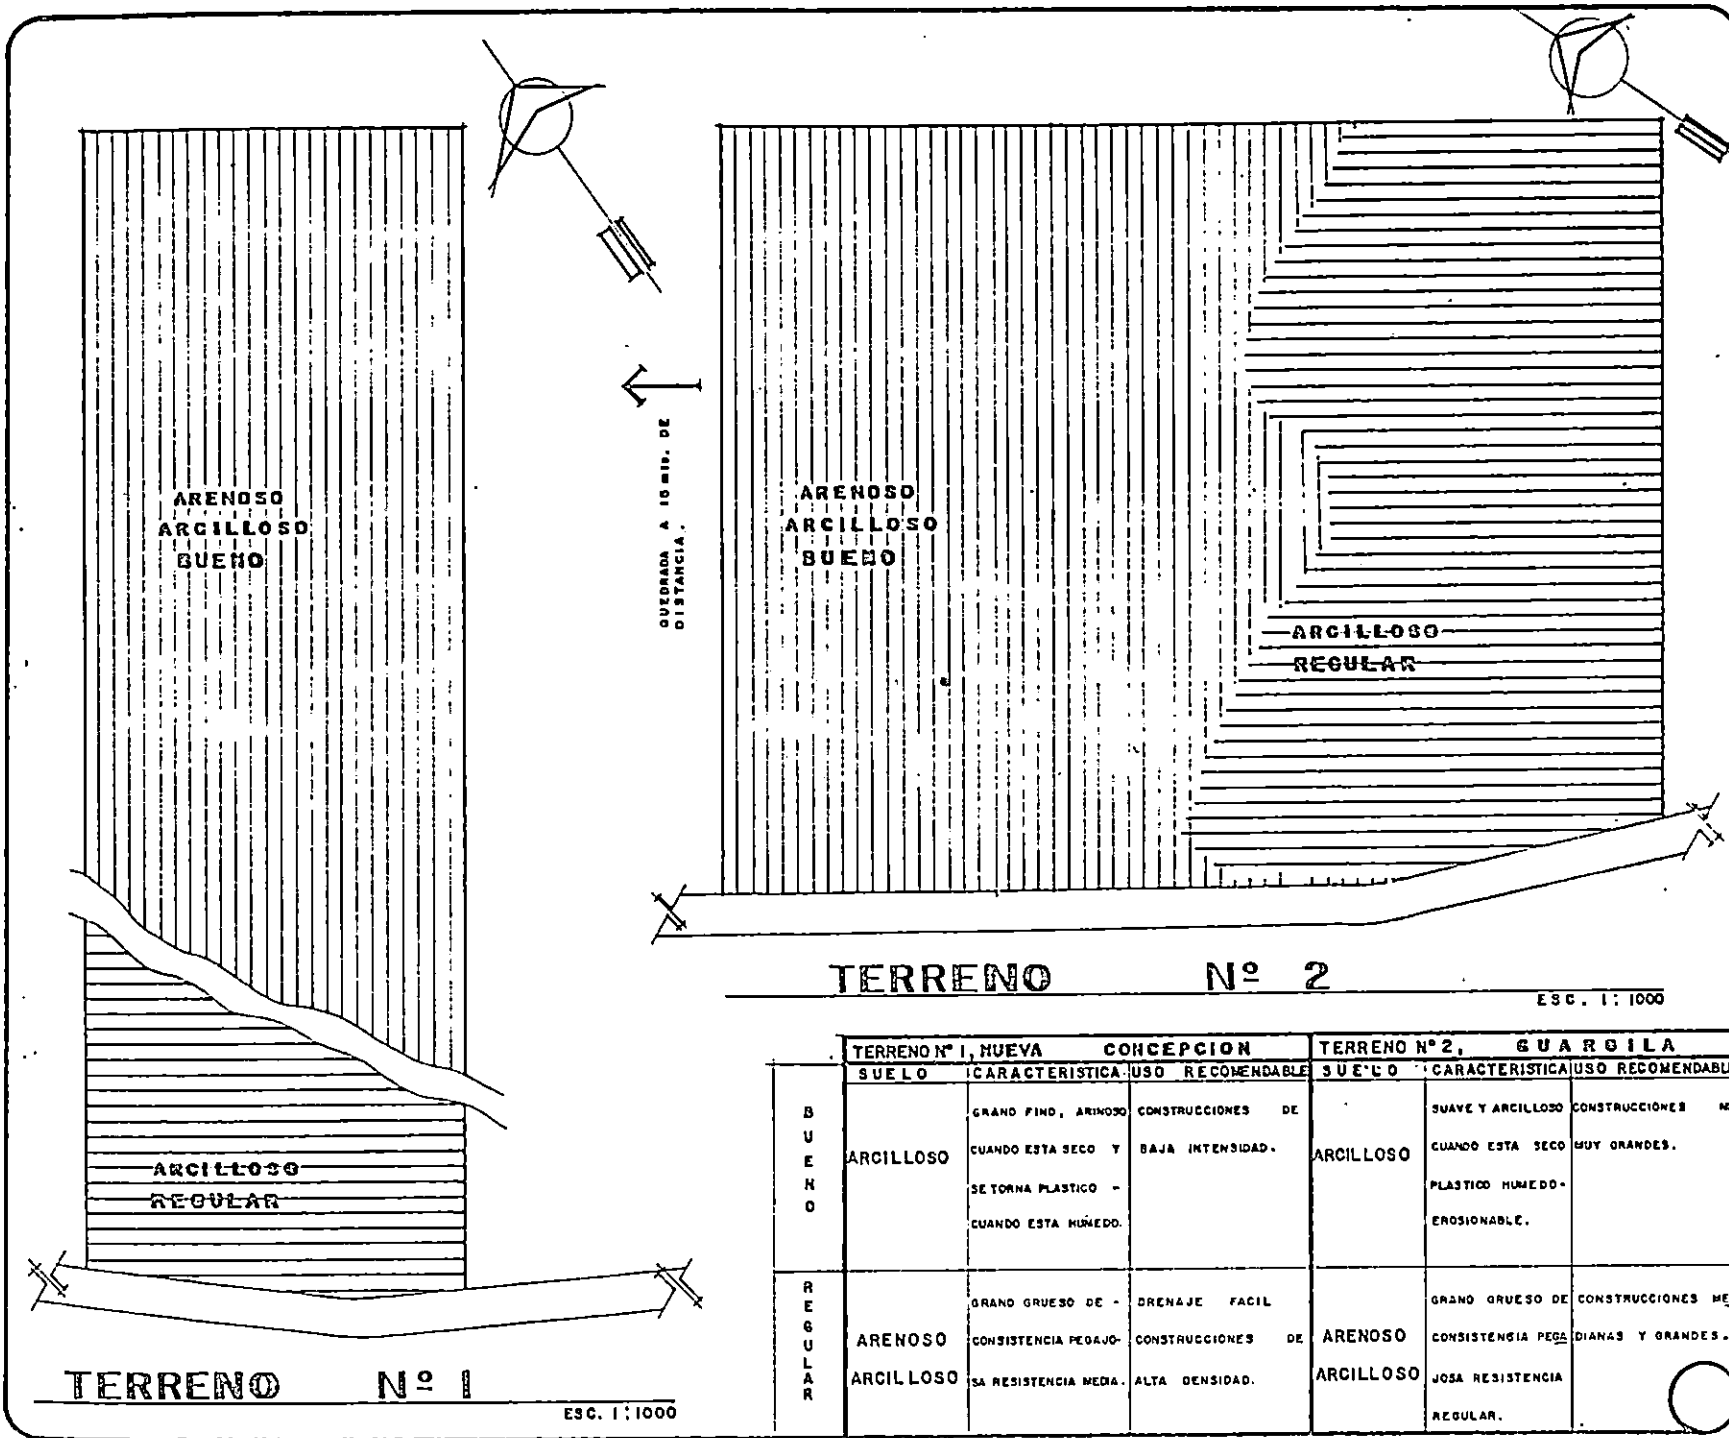 ARENOSO
ARCILLOSO
BUENO
ARCILLOSO
REGULAR
TERRENO Nº 1
ESC. 1:1000
QUEBRADA A 10 mts. DE
DISTANCIA.
ARENOSO
ARCILLOSO
BUENO
ARCILLOSO
REGULAR
TERRENO Nº 2
ESC. 1:1000
TERRENO Nº 1, NUEVA CONCEPCION
TERRENO Nº 2, GUARGILA
SUELO CARACTERISTICA USO RECOMENDABLE SUELO CARACTERISTICA USO RECOMENDABLE
BUENO
ARCILLOSO
GRANO FINO, ARINOSO
CUANDO ESTA SECO Y
SE TORNA PLASTICO -
CUANDO ESTA HUMEDO.
CONSTRUCCIONES DE
BAJA INTENSIDAD.
ARCILLOSO
SUAVE Y ARCILLOSO
CUANDO ESTA SECO
PLASTICO HUMEDO-
EROSIONABLE.
CONSTRUCCIONES
MUY GRANDES.
REGULAR
ARENOSO
ARCILLOSO
GRANO GRUESO DE -
CONSISTENCIA PEGAJO-
SA RESISTENCIA MEDIA.
DRENAJE FACIL
CONSTRUCCIONES DE
ALTA DENSIDAD.
ARENOSO
ARCILLOSO
GRANO GRUESO DE
CONSISTENCIA PEGA
JOSA RESISTENCIA
REGULAR.
CONSTRUCCIONES ME
DIANAS Y GRANDES.